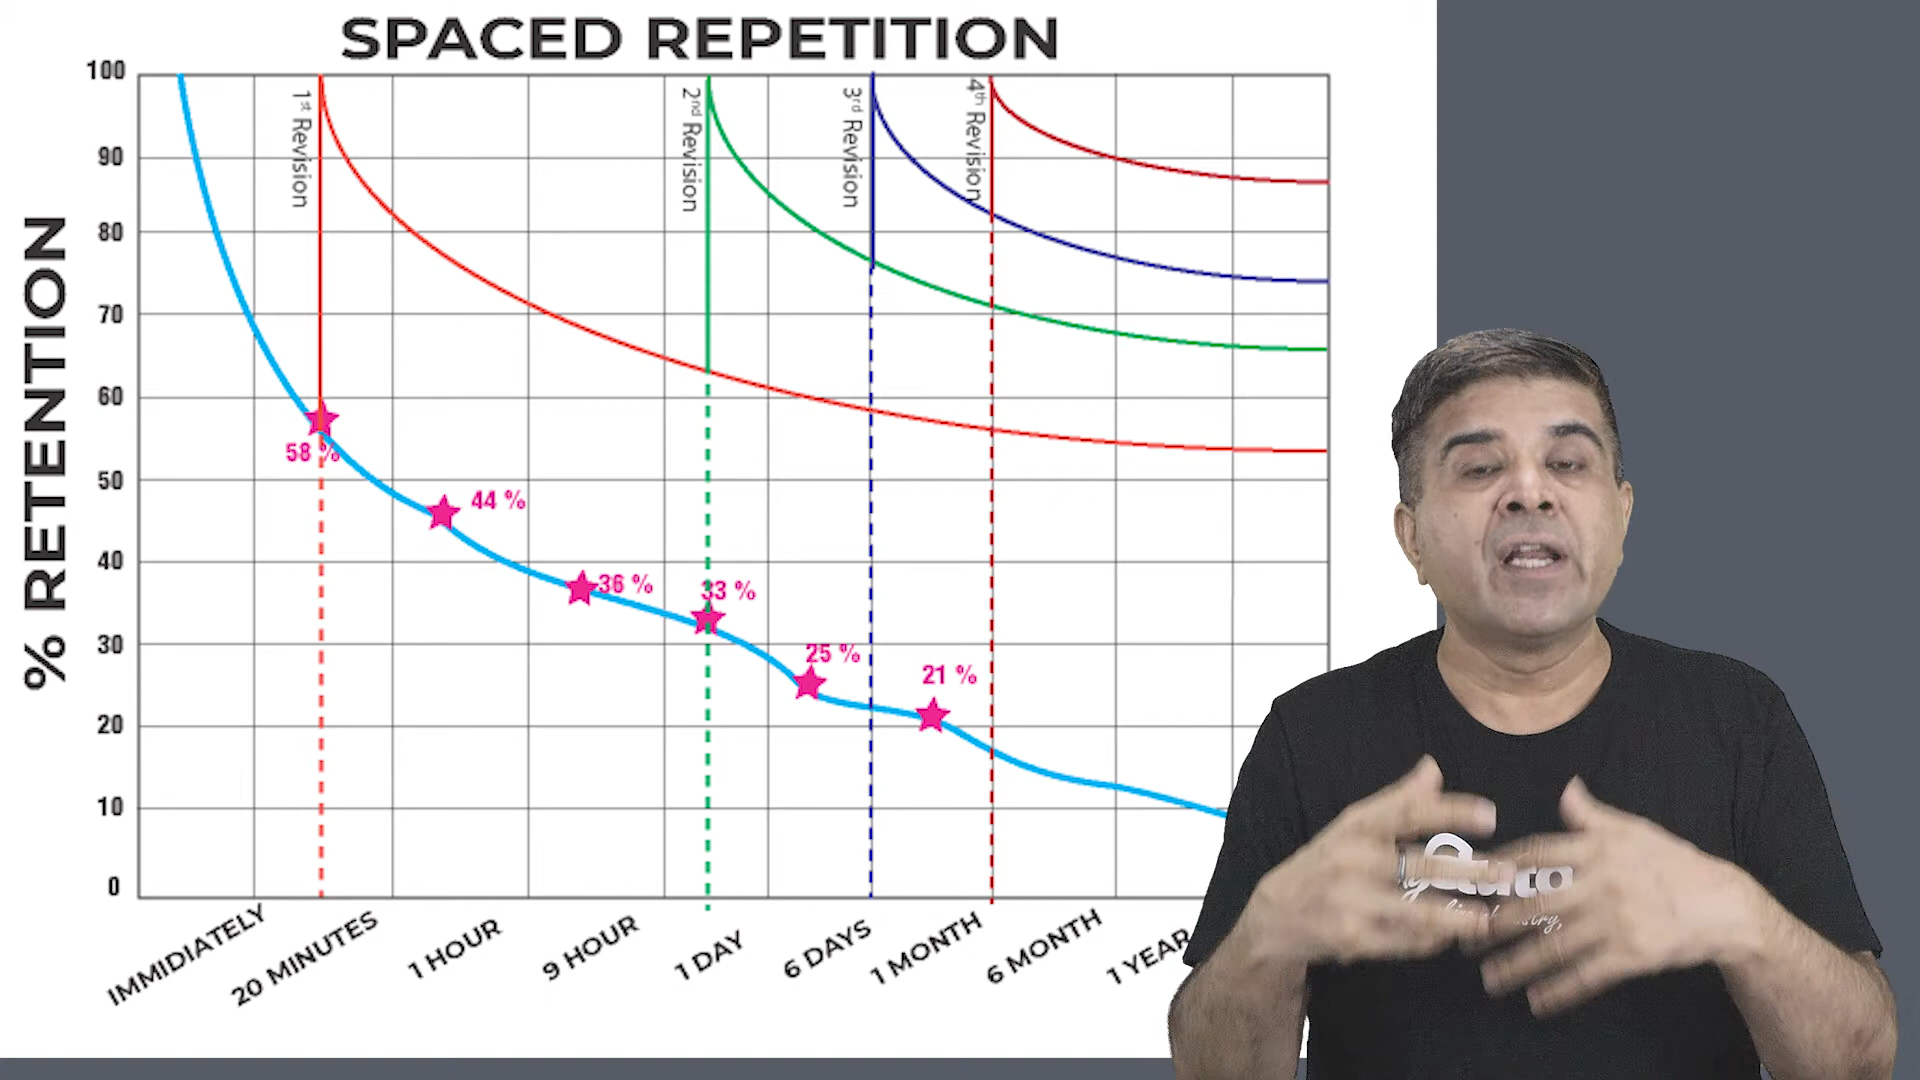 SPACED REPETITION
% RETENTION
100
90
80
70
60
50
40
30
20
10
0
1st Revision
2nd Revision
3rd Revision
4th Revision
58 %
44 %
36 %
33 %
25 %
21 %
IMMIDIATELY
20 MINUTES
1 HOUR
9 HOUR
1 DAY
6 DAYS
1 MONTH
6 MONTH
1 YEAR